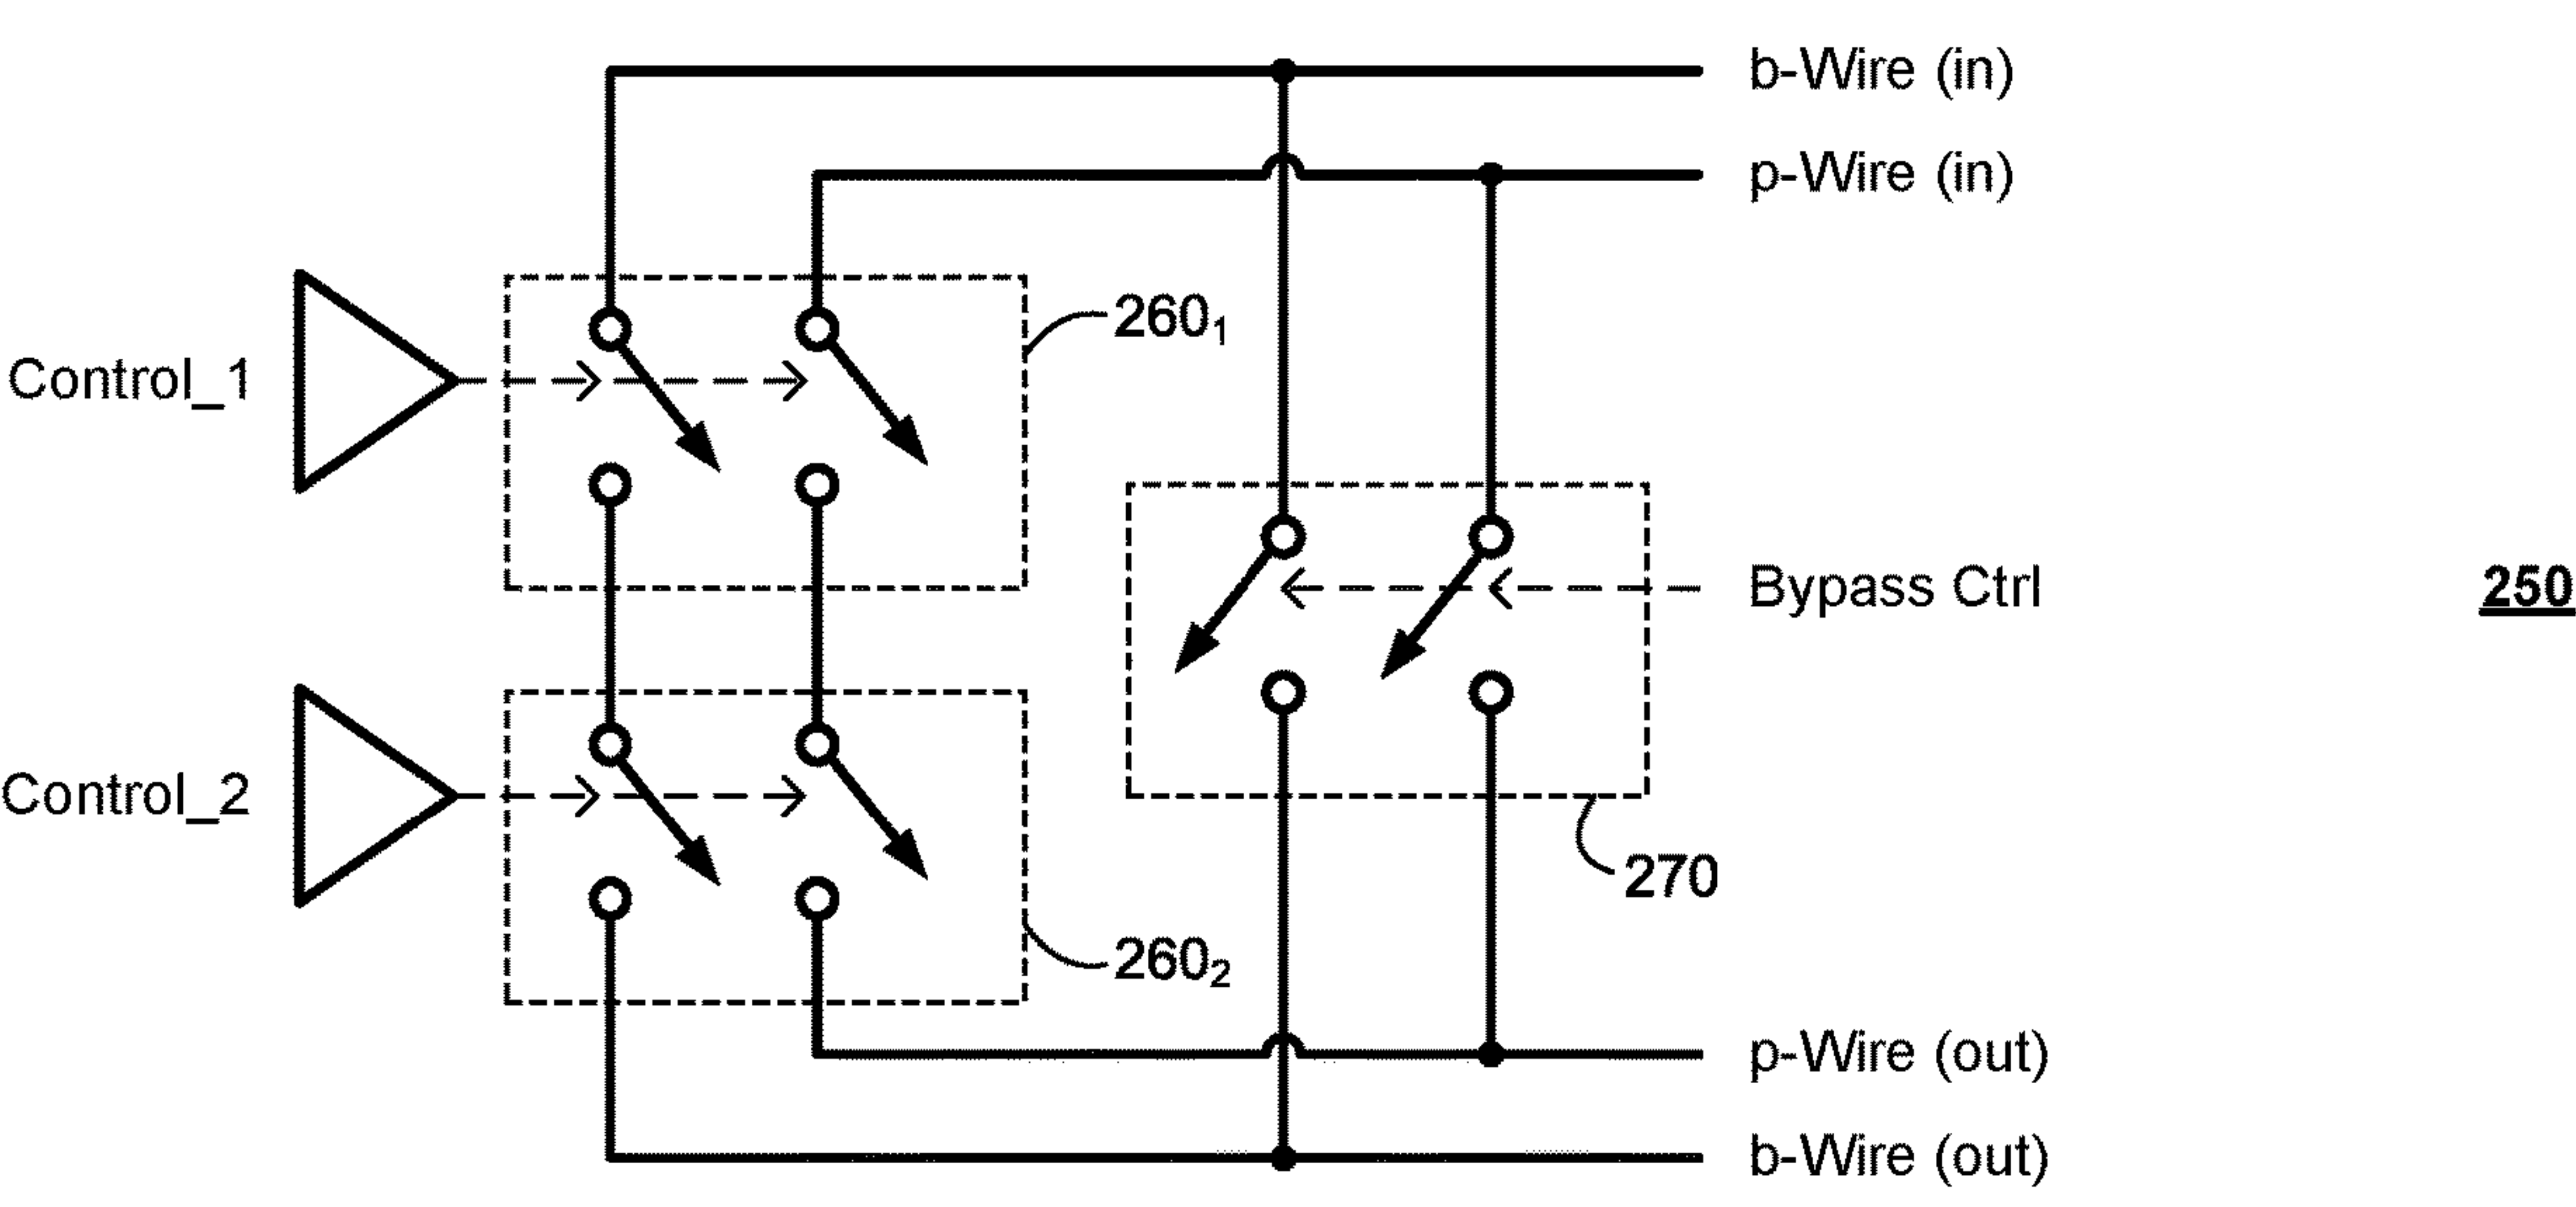 b-Wire (in)
p-Wire (in)
260₁
Control_1
Bypass Ctrl
250
Control_2
270
260₂
p-Wire (out)
b-Wire (out)